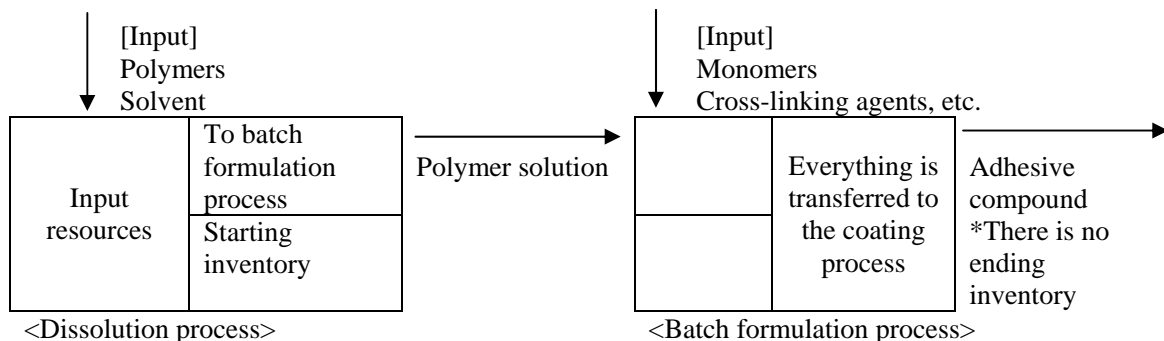 [Input]
Polymers
Solvent
Input
resources
To batch
formulation
process
Starting
inventory
<Dissolution process>
Polymer solution
[Input]
Monomers
Cross-linking agents, etc.
Everything is
transferred to
the coating
process
<Batch formulation process>
Adhesive
compound
*There is no
ending
inventory